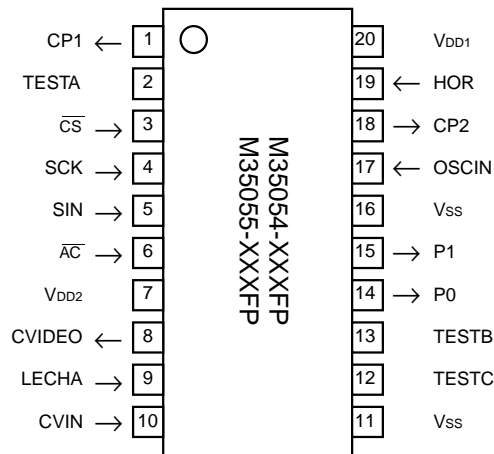 CP1 ← 1
TESTA 2
C̅S̅ → 3
SCK → 4
SIN → 5
A̅C̅ → 6
VDD2 7
CVIDEO ← 8
LECHA → 9
CVIN → 10
M35054-XXXFP
M35055-XXXFP
20 VDD1
19 ← HOR
18 → CP2
17 ← OSCIN
16 VSS
15 → P1
14 → P0
13 TESTB
12 TESTC
11 VSS